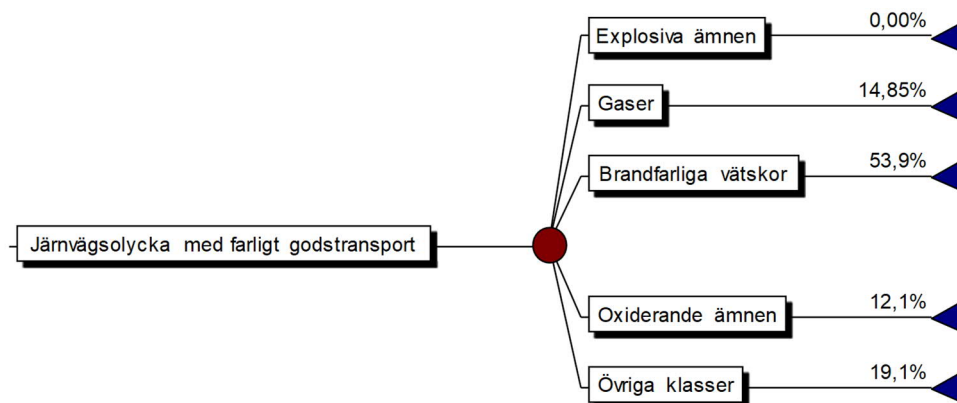 Explosiva ämnen 0,00%
Gaser 14,85%
Brandfarliga vätskor 53,9%
Järnvägsolycka med farligt godstransport
Oxiderande ämnen 12,1%
Övriga klasser 19,1%